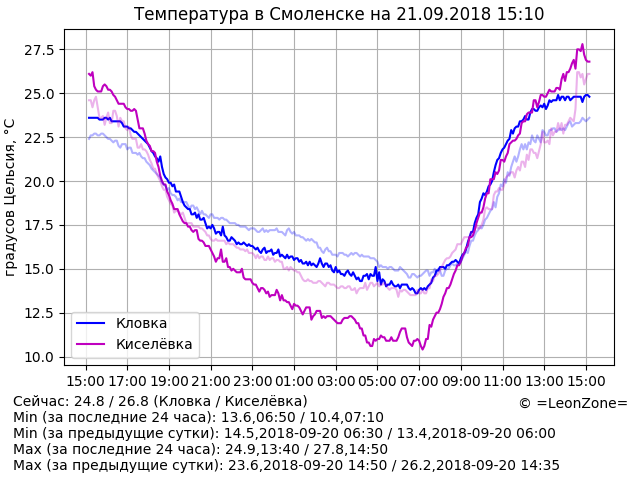 Температура в Смоленске на 21.09.2018 15:10
градусов Цельсия, °С
27.5
25.0
22.5
20.0
17.5
15.0
12.5
10.0
Кловка
Киселёвка
15:00 17:00 19:00 21:00 23:00 01:00 03:00 05:00 07:00 09:00 11:00 13:00 15:00
Сейчас: 24.8 / 26.8 (Кловка / Киселёвка)
© =LeonZone=
Min (за последние 24 часа): 13.6,06:50 / 10.4,07:10
Min (за предыдущие сутки): 14.5,2018-09-20 06:30 / 13.4,2018-09-20 06:00
Max (за последние 24 часа): 24.9,13:40 / 27.8,14:50
Max (за предыдущие сутки): 23.6,2018-09-20 14:50 / 26.2,2018-09-20 14:35